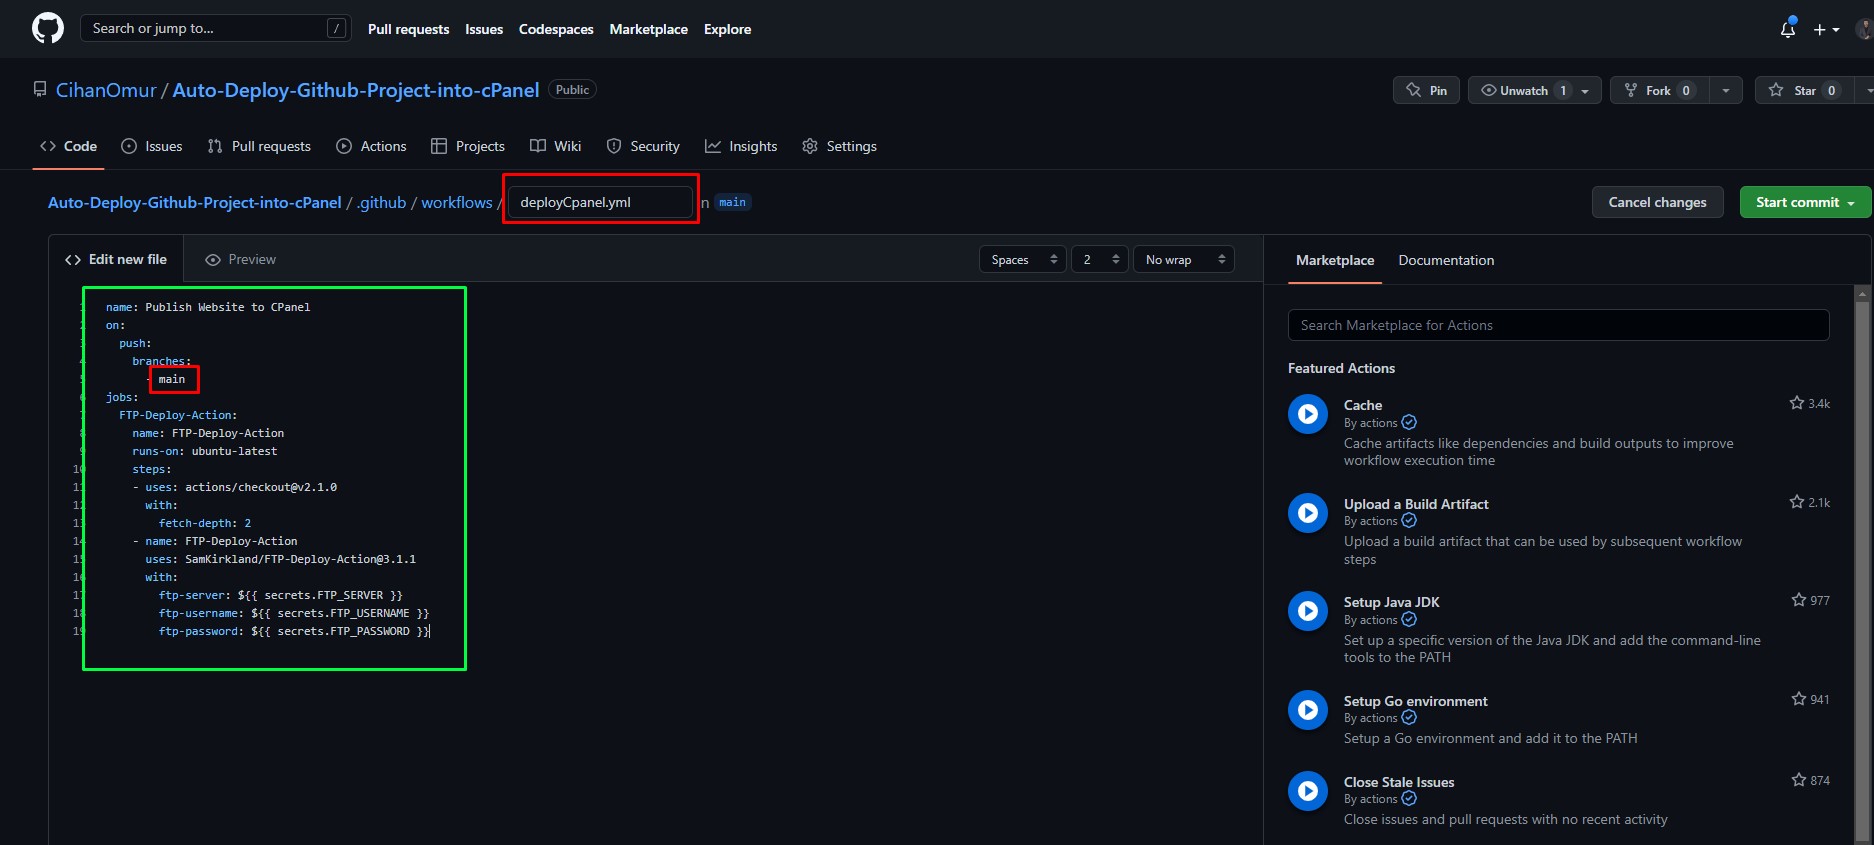 Search or jump to... /
Pull requests Issues Codespaces Marketplace Explore
CihanOmur / Auto-Deploy-Github-Project-into-cPanel Public
Pin Unwatch 1 Fork 0 Star 0
Code Issues Pull requests Actions Projects Wiki Security Insights Settings
Auto-Deploy-Github-Project-into-cPanel / .github / workflows / deployCpanel.yml n main
Cancel changes Start commit
Edit new file Preview
Spaces 2 No wrap
name: Publish Website to CPanel
on:
push:
branches:
- main
jobs:
FTP-Deploy-Action:
name: FTP-Deploy-Action
runs-on: ubuntu-latest
10 steps:
11 - uses: actions/checkout@v2.1.0
12 with:
13 fetch-depth: 2
14 - name: FTP-Deploy-Action
15 uses: SamKirkland/FTP-Deploy-Action@3.1.1
16 with:
17 ftp-server: ${{ secrets.FTP_SERVER }}
18 ftp-username: ${{ secrets.FTP_USERNAME }}
19 ftp-password: ${{ secrets.FTP_PASSWORD }}
Marketplace Documentation
Search Marketplace for Actions
Featured Actions
Cache 3.4k
By actions
Cache artifacts like dependencies and build outputs to improve
workflow execution time
Upload a Build Artifact 2.1k
By actions
Upload a build artifact that can be used by subsequent workflow
steps
Setup Java JDK 977
By actions
Set up a specific version of the Java JDK and add the command-line
tools to the PATH
Setup Go environment 941
By actions
Setup a Go environment and add it to the PATH
Close Stale Issues 874
By actions
Close issues and pull requests with no recent activity